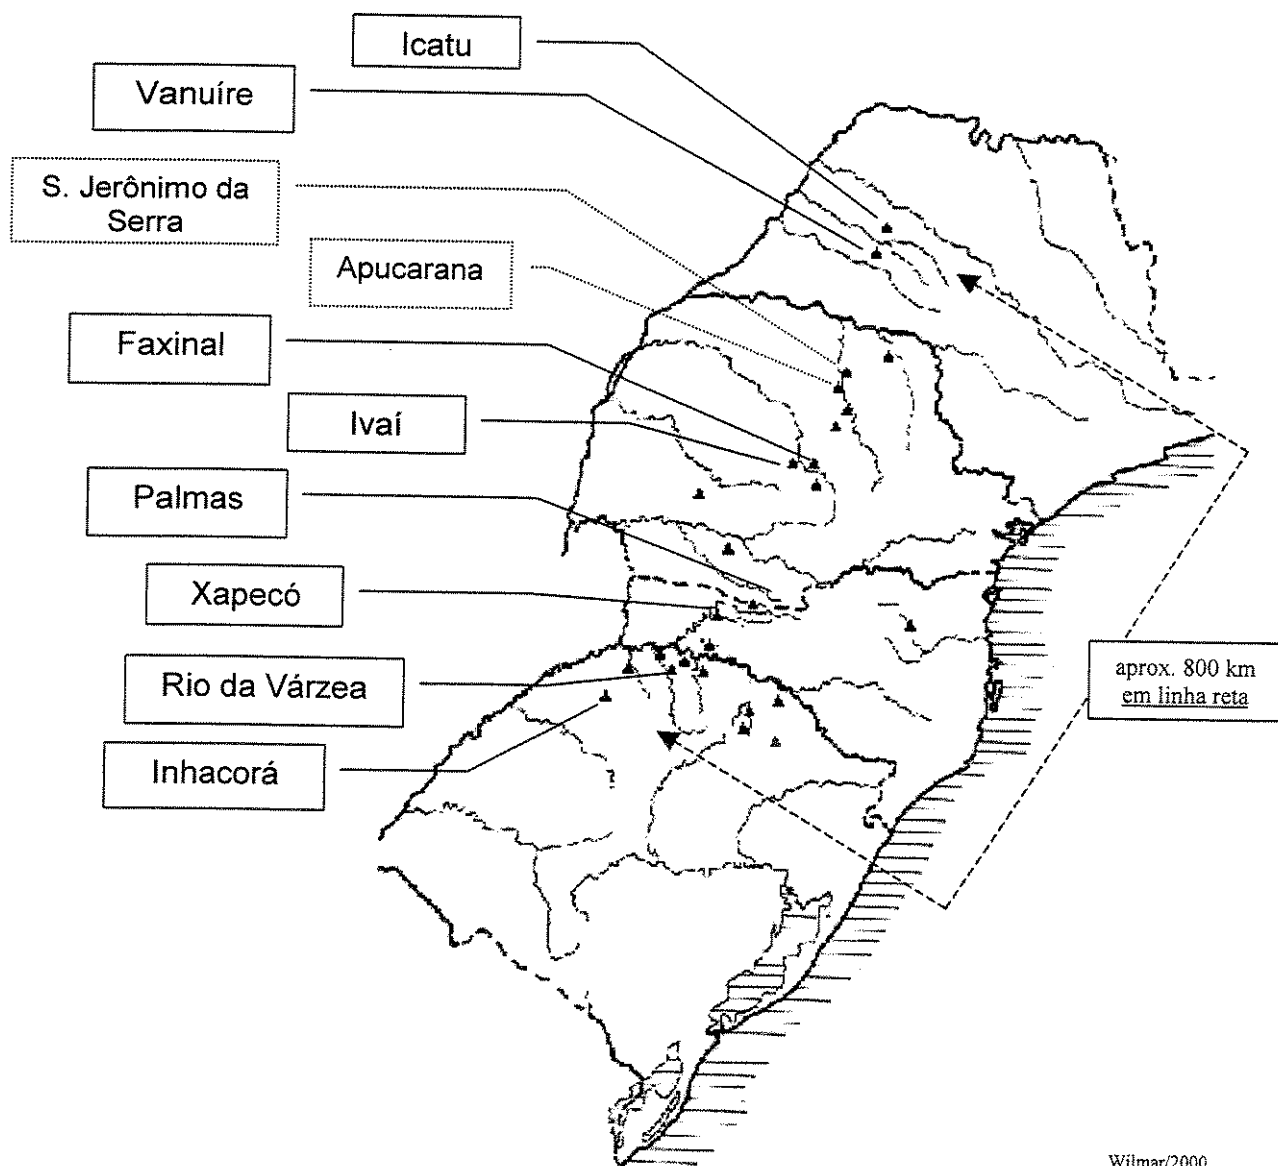 Icatu
Vanuíre
S. Jerônimo da
Serra
Apucarana
Faxinal
Ivaí
Palmas
Xapecó
Rio da Várzea
Inhacorá
aprox. 800 km
em linha reta
Wilmar/2000